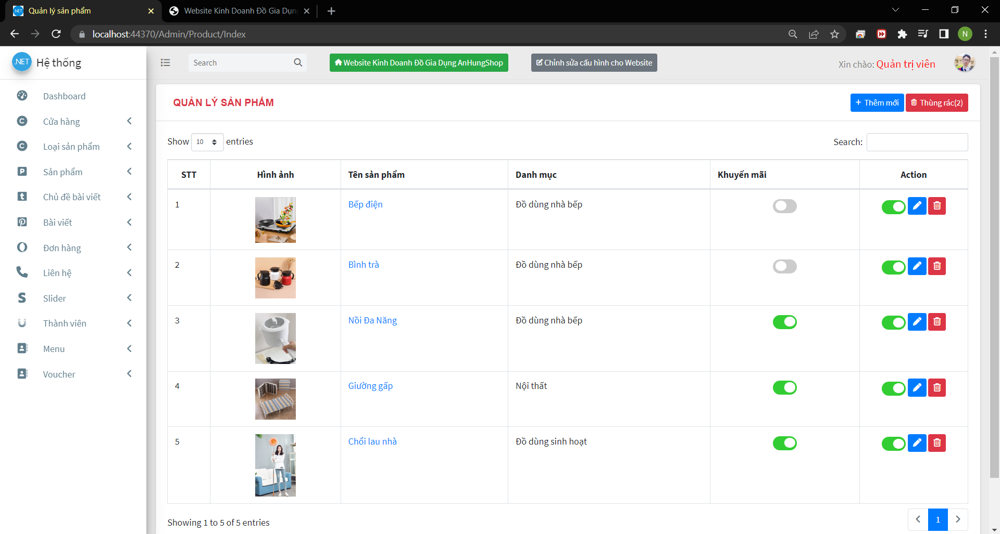 Quản lý sản phẩm
Website Kinh Doanh Đồ Gia Dụng
localhost:44370/Admin/Product/Index
N
.NET Hệ thống
Search
Website Kinh Doanh Đồ Gia Dụng AnHungShop
Chỉnh sửa cấu hình cho Website
Xin chào: Quản trị viên
Dashboard
Cửa hàng
Loại sản phẩm
Sản phẩm
Chủ đề bài viết
Bài viết
Đơn hàng
Liên hệ
Slider
Thành viên
Menu
Voucher
QUẢN LÝ SẢN PHẨM
+ Thêm mới
Thùng rác(2)
Show 10 entries
Search:
STT Hình ảnh Tên sản phẩm Danh mục Khuyến mãi Action
1 Bếp điện Đồ dùng nhà bếp
2 Bình trà Đồ dùng nhà bếp
3 Nồi Đa Năng Đồ dùng nhà bếp
4 Giường gấp Nội thất
5 Chổi lau nhà Đồ dùng sinh hoạt
Showing 1 to 5 of 5 entries
1